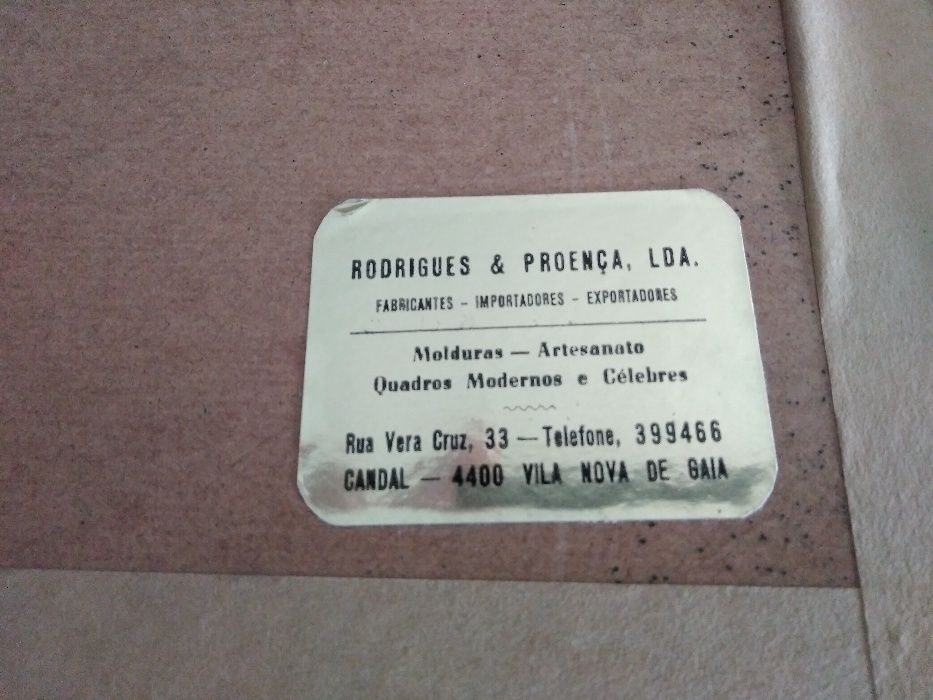 RODRIGUES & PROENÇA, LDA.
FABRICANTES - IMPORTADORES - EXPORTADORES
Molduras — Artesanato
Quadros Modernos e Célebres
Rua Vera Cruz, 33 — Telefone, 399466
CANDAL — 4400 VILA NOVA DE GAIA